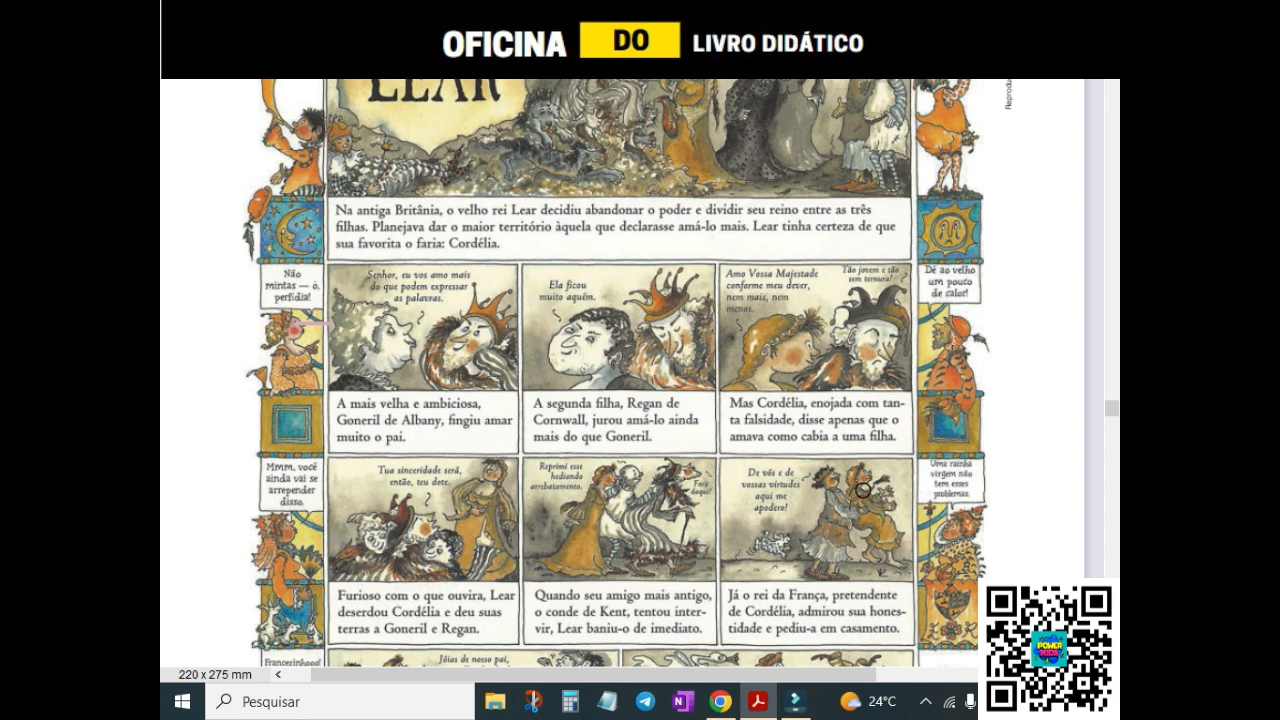 OFICINA DO LIVRO DIDÁTICO
LEAR
Reprod
Na antiga Britânia, o velho rei Lear decidiu abandonar o poder e dividir seu reino entre as três
filhas. Planejava dar o maior território àquela que declarasse amá-lo mais. Lear tinha certeza de que
sua favorita o faria: Cordélia.
Não
mintas — ó,
perfídia!
Senhor, eu vos amo mais
do que podem expressar
as palavras.
Ela ficou
muito aquém.
Amo Vossa Majestade
conforme meu dever,
nem mais, nem
menos.
Tão jovem e tão
sem ternura!
Dê ao velho
um pouco
de calor!
A mais velha e ambiciosa,
Goneril de Albany, fingiu amar
muito o pai.
A segunda filha, Regan de
Cornwall, jurou amá-lo ainda
mais do que Goneril.
Mas Cordélia, enojada com tan-
ta falsidade, disse apenas que o
amava como cabia a uma filha.
Mmm, você
ainda vai se
arrepender
disso.
Tua sinceridade será,
então, teu dote.
Reprimi esse
hediondo
arrebatamento.
Fora
daqui!
De vós e de
vossas virtudes
aqui me
apodero!
Uma rainha
virgem não
tem esses
problemas.
Furioso com o que ouvira, Lear
deserdou Cordélia e deu suas
terras a Goneril e Regan.
Quando seu amigo mais antigo,
o conde de Kent, tentou inter-
vir, Lear baniu-o de imediato.
Já o rei da França, pretendente
de Cordélia, admirou sua hones-
tidade e pediu-a em casamento.
Francezinhooo!
Jóias de nosso pai,
220 x 275 mm
POWER
KIDS
Pesquisar
24°C